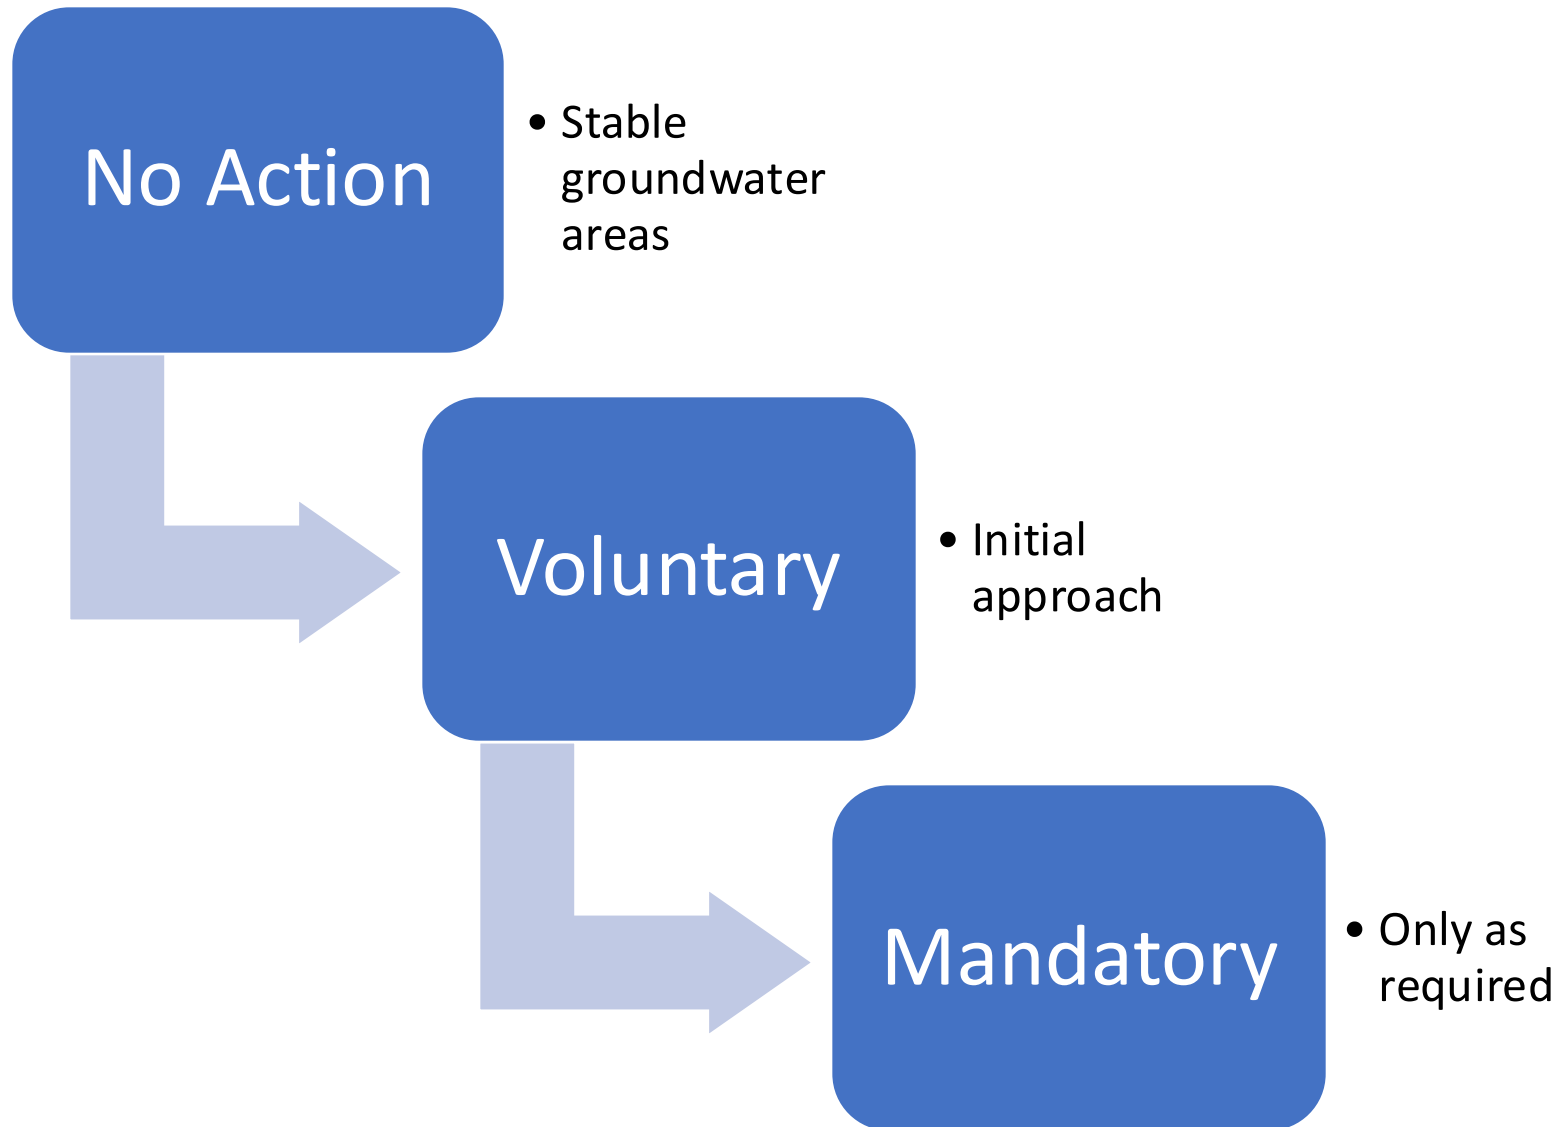 No Action
• Stable
groundwater
areas
Voluntary
• Initial
approach
Mandatory
• Only as
required